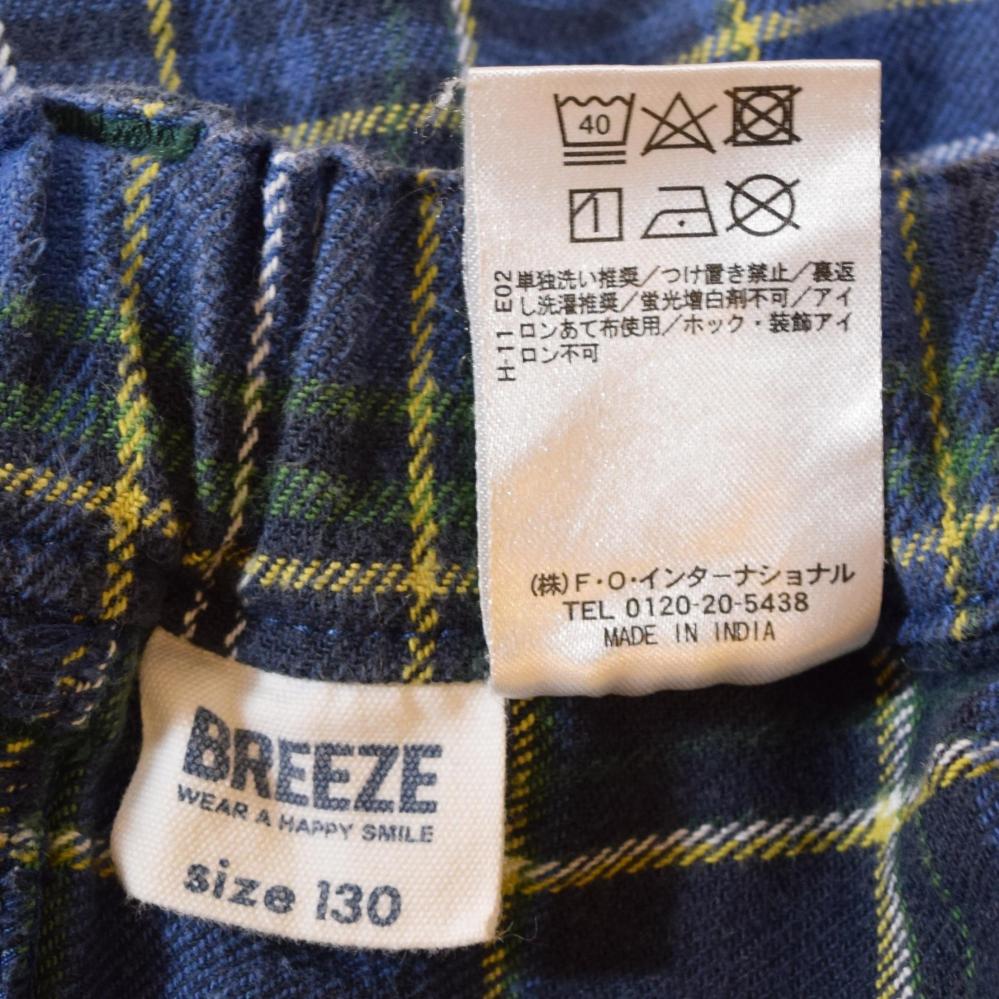 40
単独洗い推奨／つけ置き禁止／裏返
し洗濯推奨／蛍光増白剤不可／アイ
ロンあて布使用／ホック・装飾アイ
ロン不可
H-11 E02
(株)F・O・インターナショナル
TEL 0120-20-5438
MADE IN INDIA
BREEZE
WEAR A HAPPY SMILE
size 130